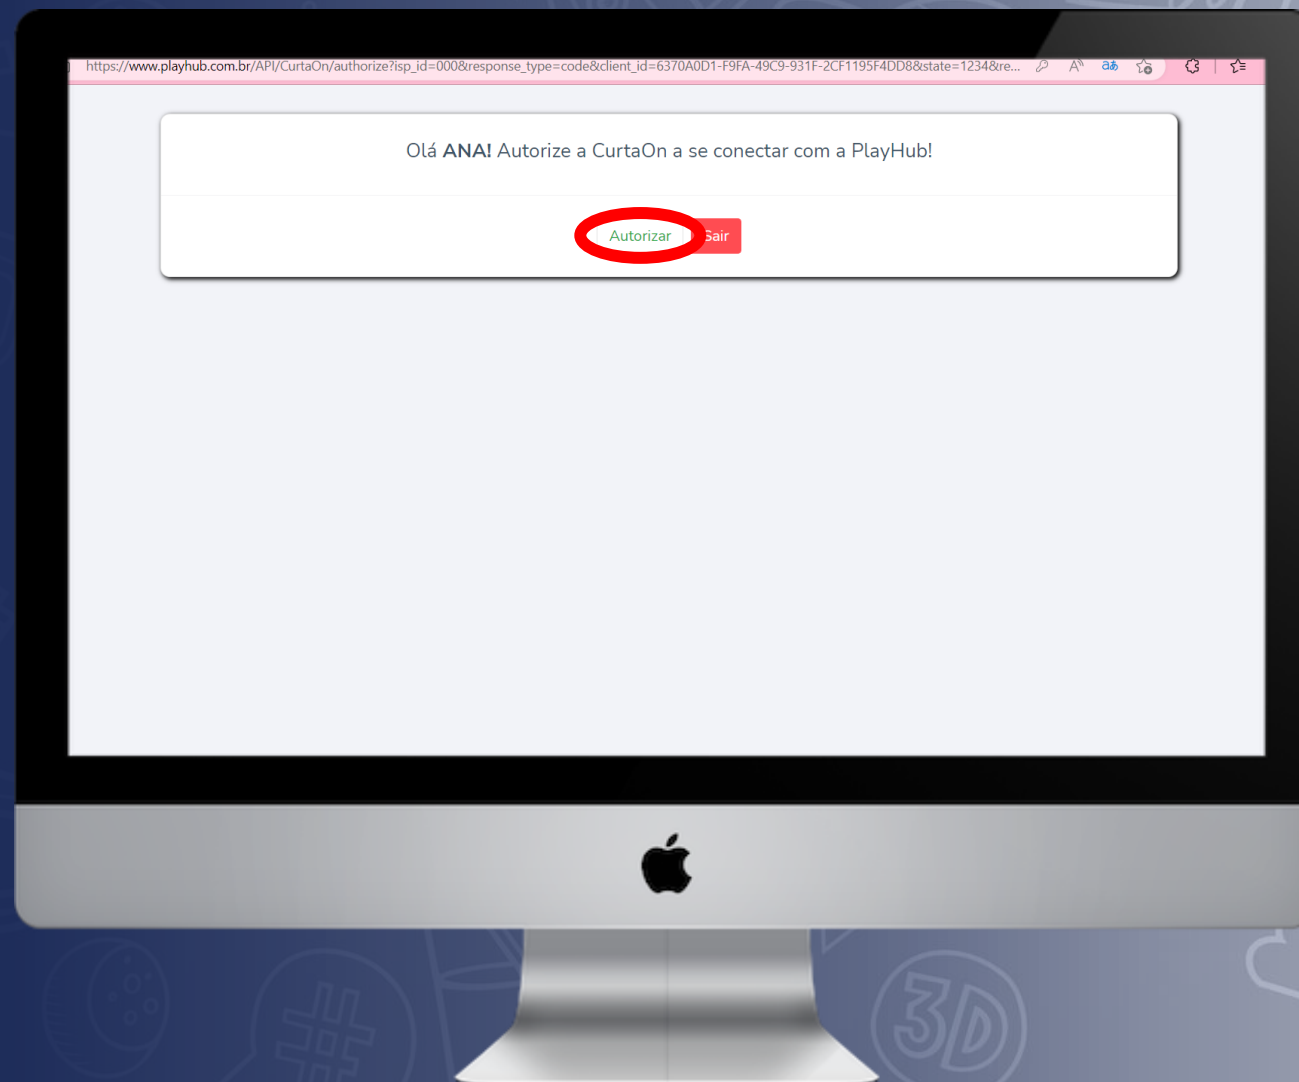 https://www.playhub.com.br/API/CurtaOn/authorize?isp_id=000&response_type=code&client_id=6370A0D1-F9FA-49C9-931F-2CF1195F4DD8&state=1234&re...
Olá ANA! Autorize a CurtaOn a se conectar com a PlayHub!
Autorizar Sair
# 3D